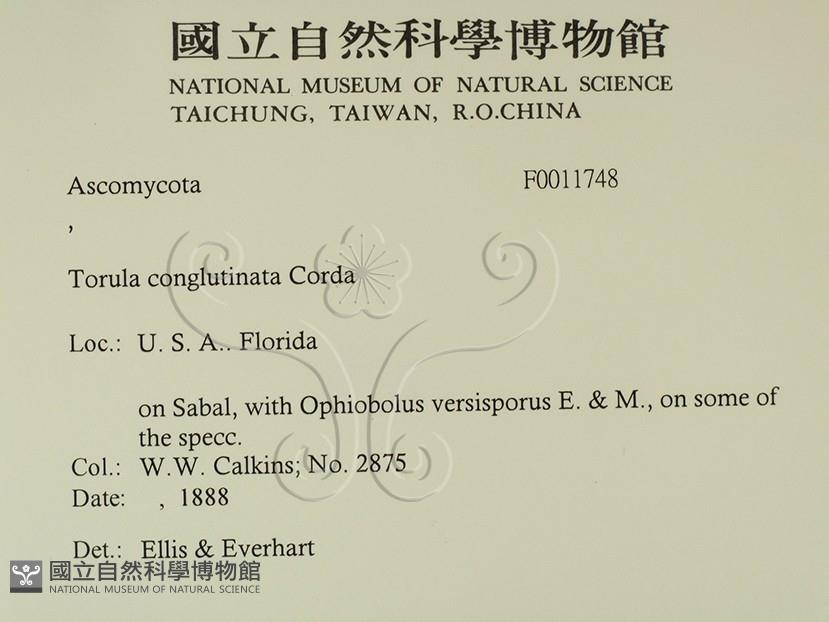 國立自然科學博物館
NATIONAL MUSEUM OF NATURAL SCIENCE
TAICHUNG, TAIWAN, R.O.CHINA
Ascomycota F0011748
,
Torula conglutinata Corda
Loc.: U. S. A.. Florida
on Sabal, with Ophiobolus versisporus E. & M., on some of
the specc.
Col.: W.W. Calkins; No. 2875
Date: , 1888
Det.: Ellis & Everhart
國立自然科學博物館
NATIONAL MUSEUM OF NATURAL SCIENCE